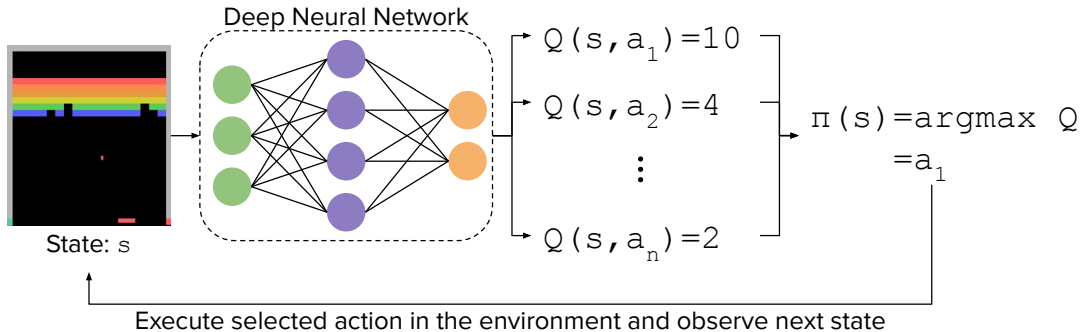 Deep Neural Network
State: s
Q(s,a₁)=10
Q(s,a₂)=4
⋮
Q(s,aₙ)=2
π(s)=argmax Q
=a₁
Execute selected action in the environment and observe next state